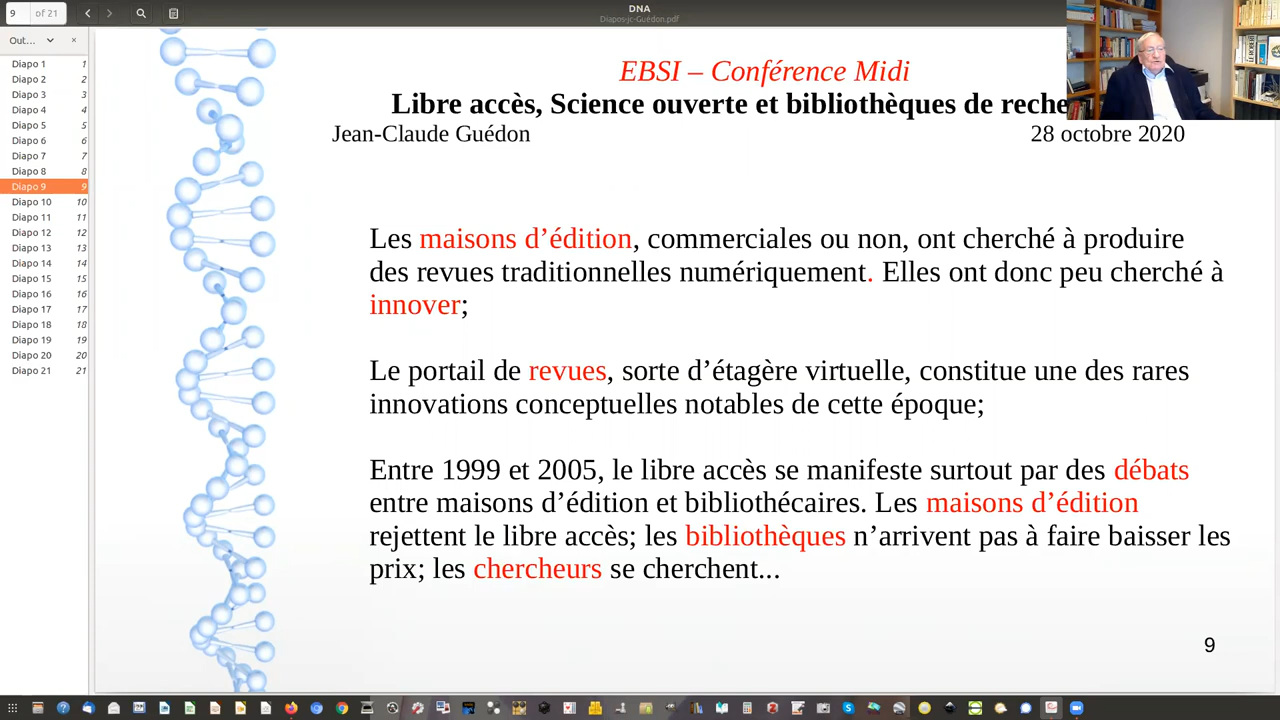 DNA
Diapos-jc-Guédon.pdf
9 of 21
Out...
Diapo 1 1
Diapo 2 2
Diapo 3 3
Diapo 4 4
Diapo 5 5
Diapo 6 6
Diapo 7 7
Diapo 8 8
Diapo 9 9
Diapo 10 10
Diapo 11 11
Diapo 12 12
Diapo 13 13
Diapo 14 14
Diapo 15 15
Diapo 16 16
Diapo 17 17
Diapo 18 18
Diapo 19 19
Diapo 20 20
Diapo 21 21
EBSI – Conférence Midi
Libre accès, Science ouverte et bibliothèques de reche
Jean-Claude Guédon 28 octobre 2020
Les maisons d’édition, commerciales ou non, ont cherché à produire
des revues traditionnelles numériquement. Elles ont donc peu cherché à
innover;
Le portail de revues, sorte d’étagère virtuelle, constitue une des rares
innovations conceptuelles notables de cette époque;
Entre 1999 et 2005, le libre accès se manifeste surtout par des débats
entre maisons d’édition et bibliothécaires. Les maisons d’édition
rejettent le libre accès; les bibliothèques n’arrivent pas à faire baisser les
prix; les chercheurs se cherchent...
9